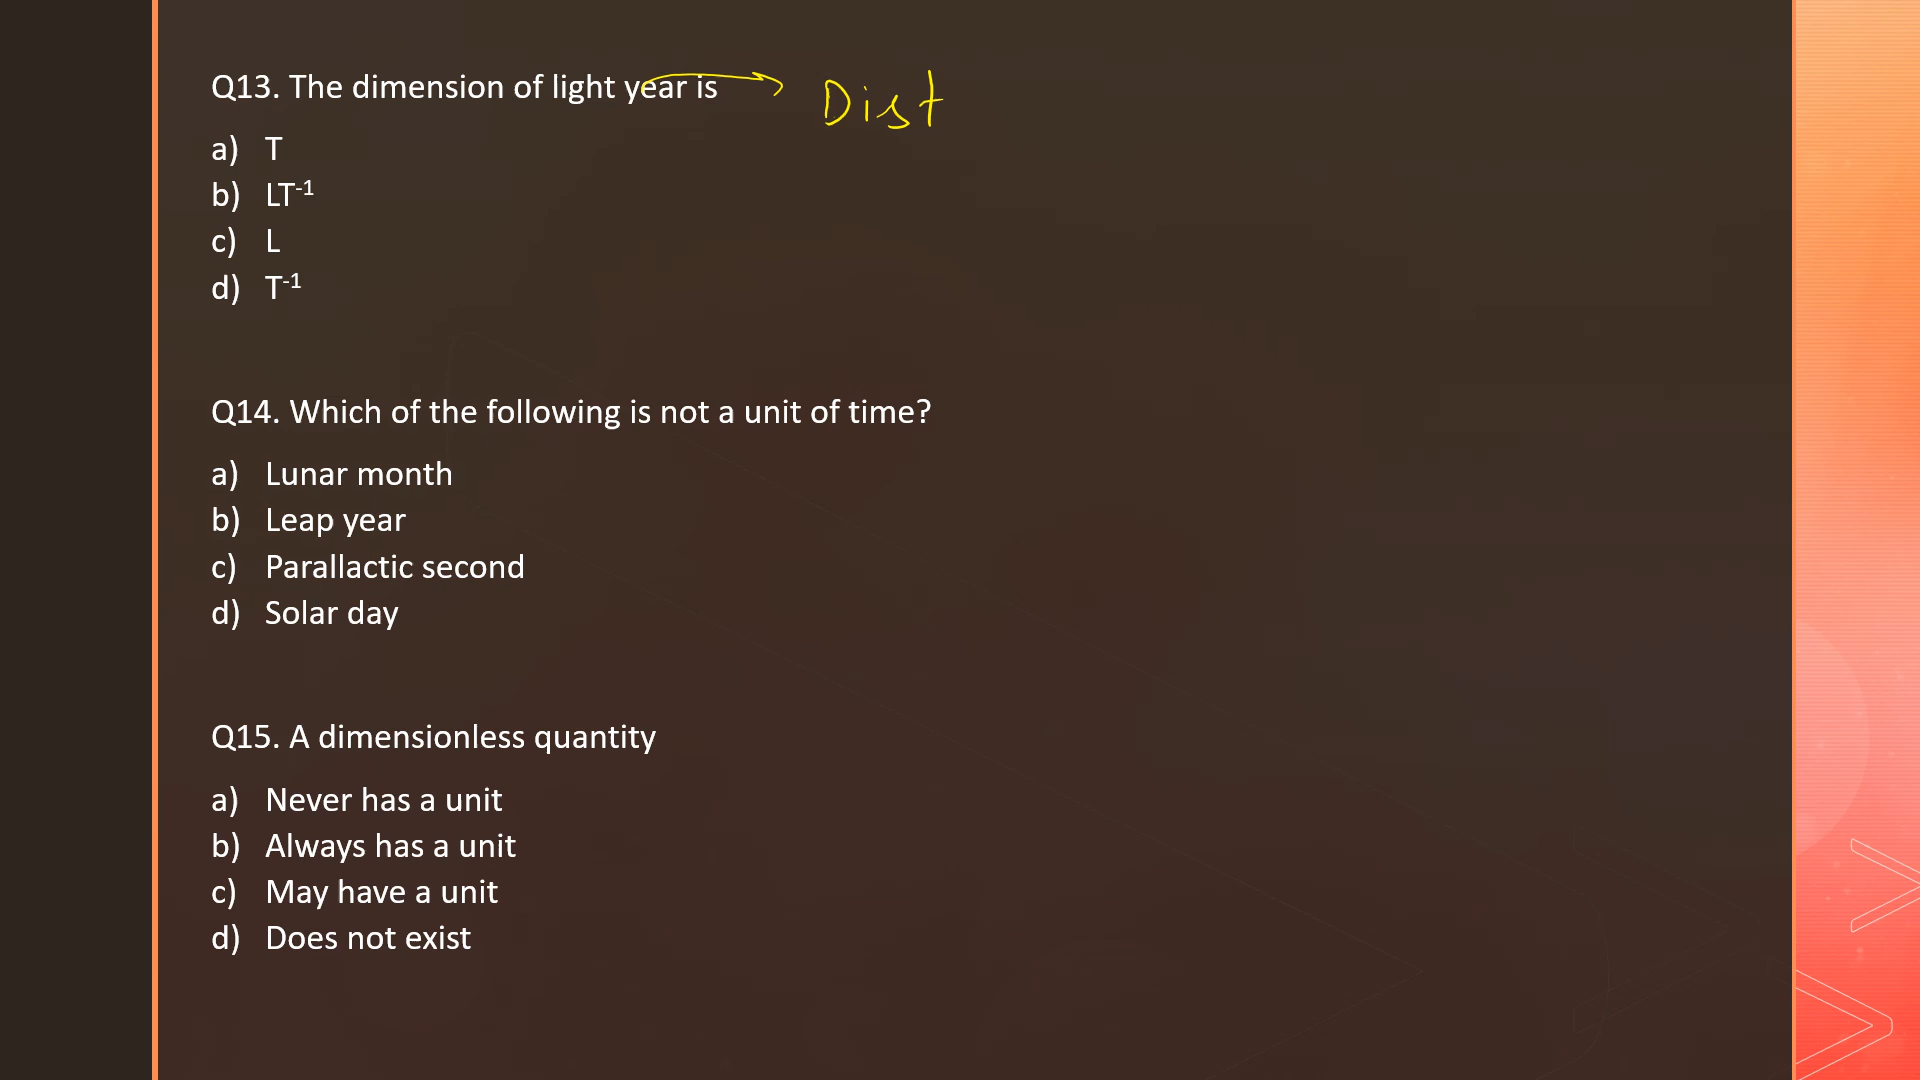 Q13. The dimension of light year is Dist
a) T
b) LT⁻¹
c) L
d) T⁻¹
Q14. Which of the following is not a unit of time?
a) Lunar month
b) Leap year
c) Parallactic second
d) Solar day
Q15. A dimensionless quantity
a) Never has a unit
b) Always has a unit
c) May have a unit
d) Does not exist